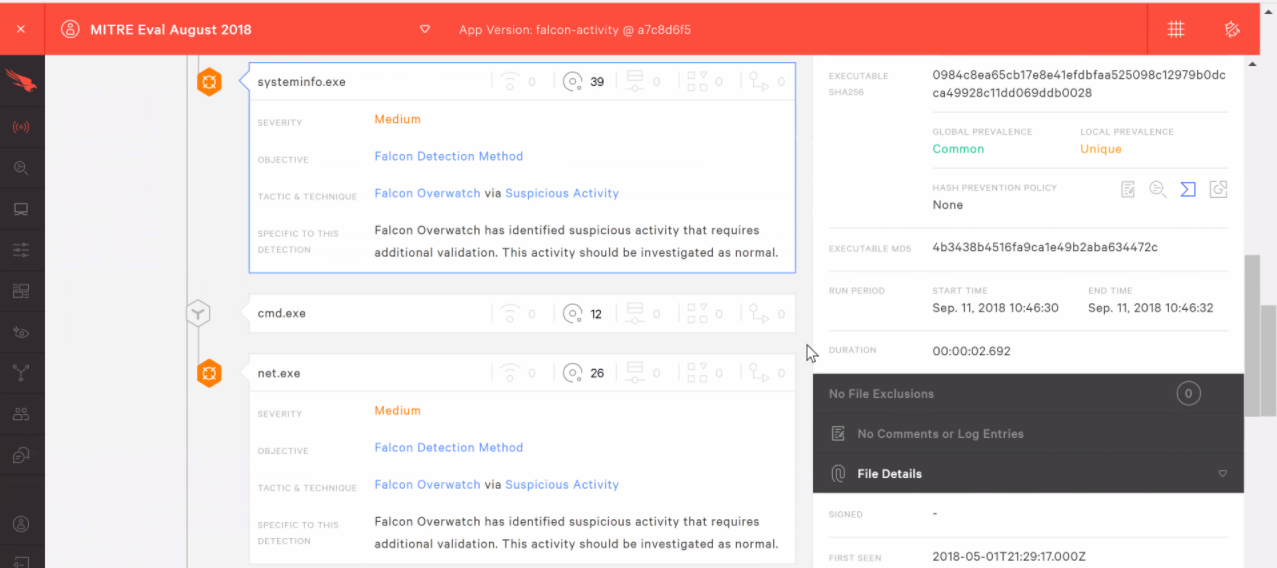 MITRE Eval August 2018
App Version: falcon-activity @ a7c8d6f5
systeminfo.exe 0 39 0 0 0
SEVERITY Medium
OBJECTIVE Falcon Detection Method
TACTIC & TECHNIQUE Falcon Overwatch via Suspicious Activity
SPECIFIC TO THIS DETECTION
Falcon Overwatch has identified suspicious activity that requires
additional validation. This activity should be investigated as normal.
cmd.exe 0 12 0 0 0
net.exe 0 26 0 0 0
SEVERITY Medium
OBJECTIVE Falcon Detection Method
TACTIC & TECHNIQUE Falcon Overwatch via Suspicious Activity
SPECIFIC TO THIS DETECTION
Falcon Overwatch has identified suspicious activity that requires
additional validation. This activity should be investigated as normal.
EXECUTABLE SHA256
0984c8ea65cb17e8e41efdbfaa525098c12979b0dc
ca49928c11dd069ddb0028
GLOBAL PREVALENCE LOCAL PREVALENCE
Common Unique
HASH PREVENTION POLICY
None
EXECUTABLE MD5 4b3438b4516fa9ca1e49b2aba634472c
RUN PERIOD START TIME END TIME
Sep. 11, 2018 10:46:30 Sep. 11, 2018 10:46:32
DURATION 00:00:02.692
No File Exclusions 0
No Comments or Log Entries
File Details
SIGNED -
FIRST SEEN 2018-05-01T21:29:17.000Z